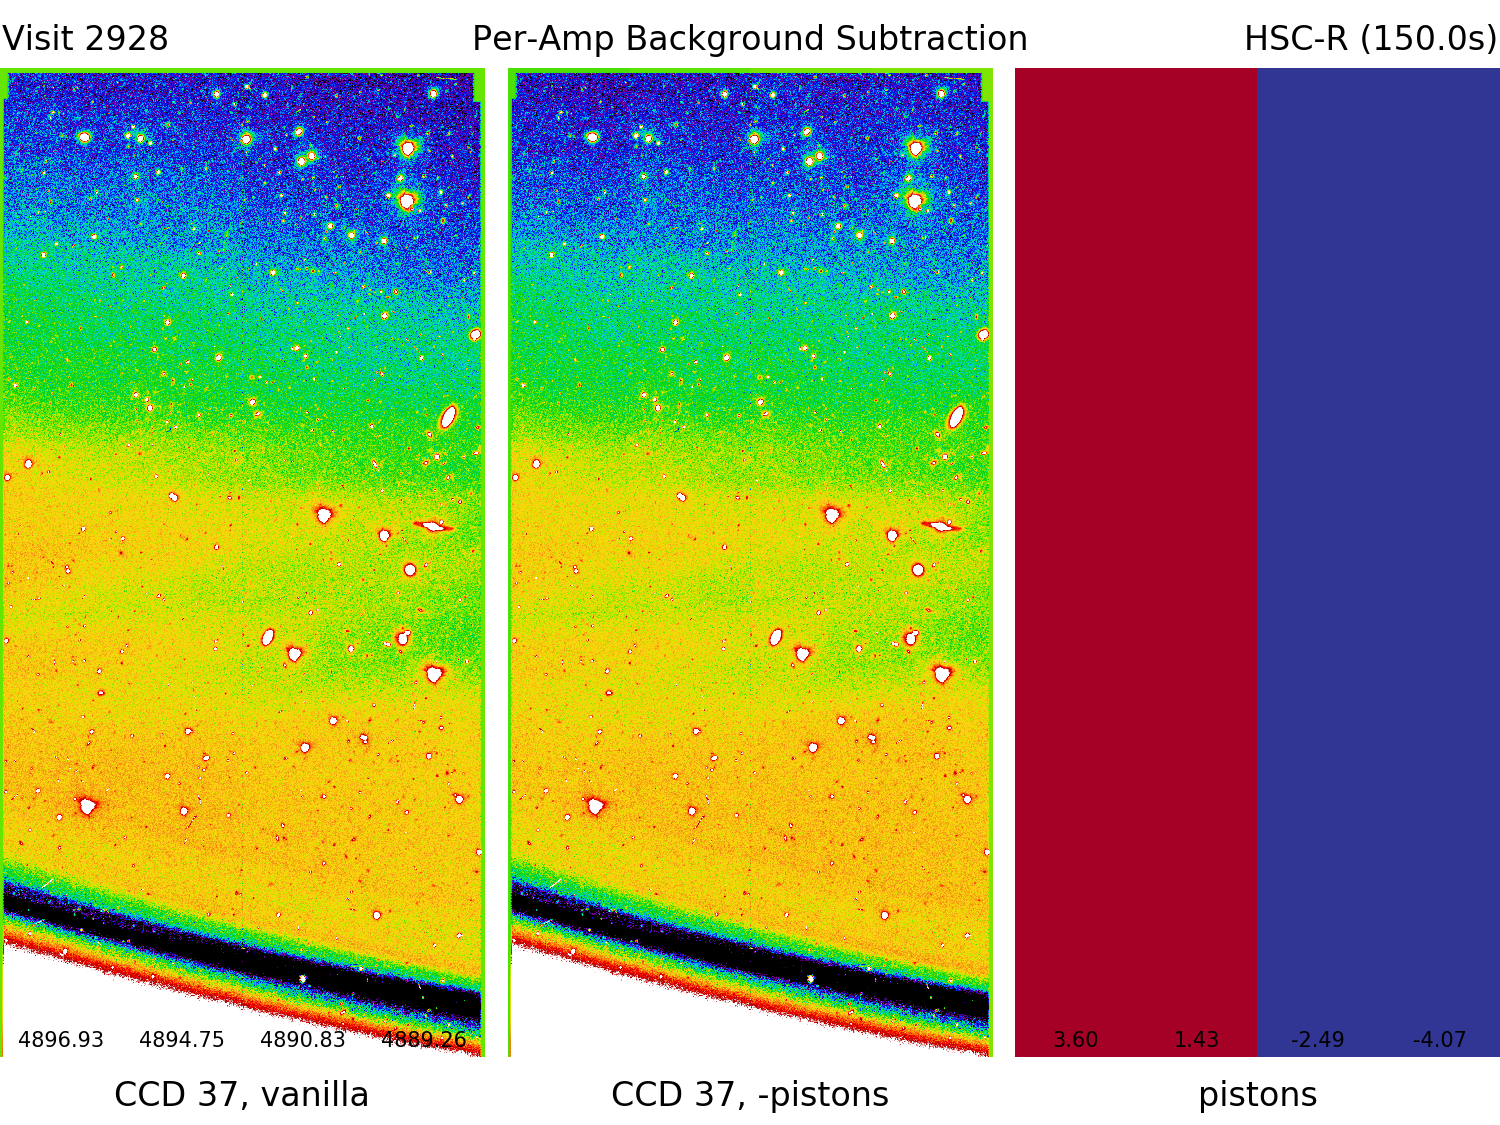 Visit 2928 Per-Amp Background Subtraction HSC-R (150.0s)
4896.93 4894.75 4890.83 4889.26 3.60 1.43 -2.49 -4.07
CCD 37, vanilla CCD 37, -pistons pistons